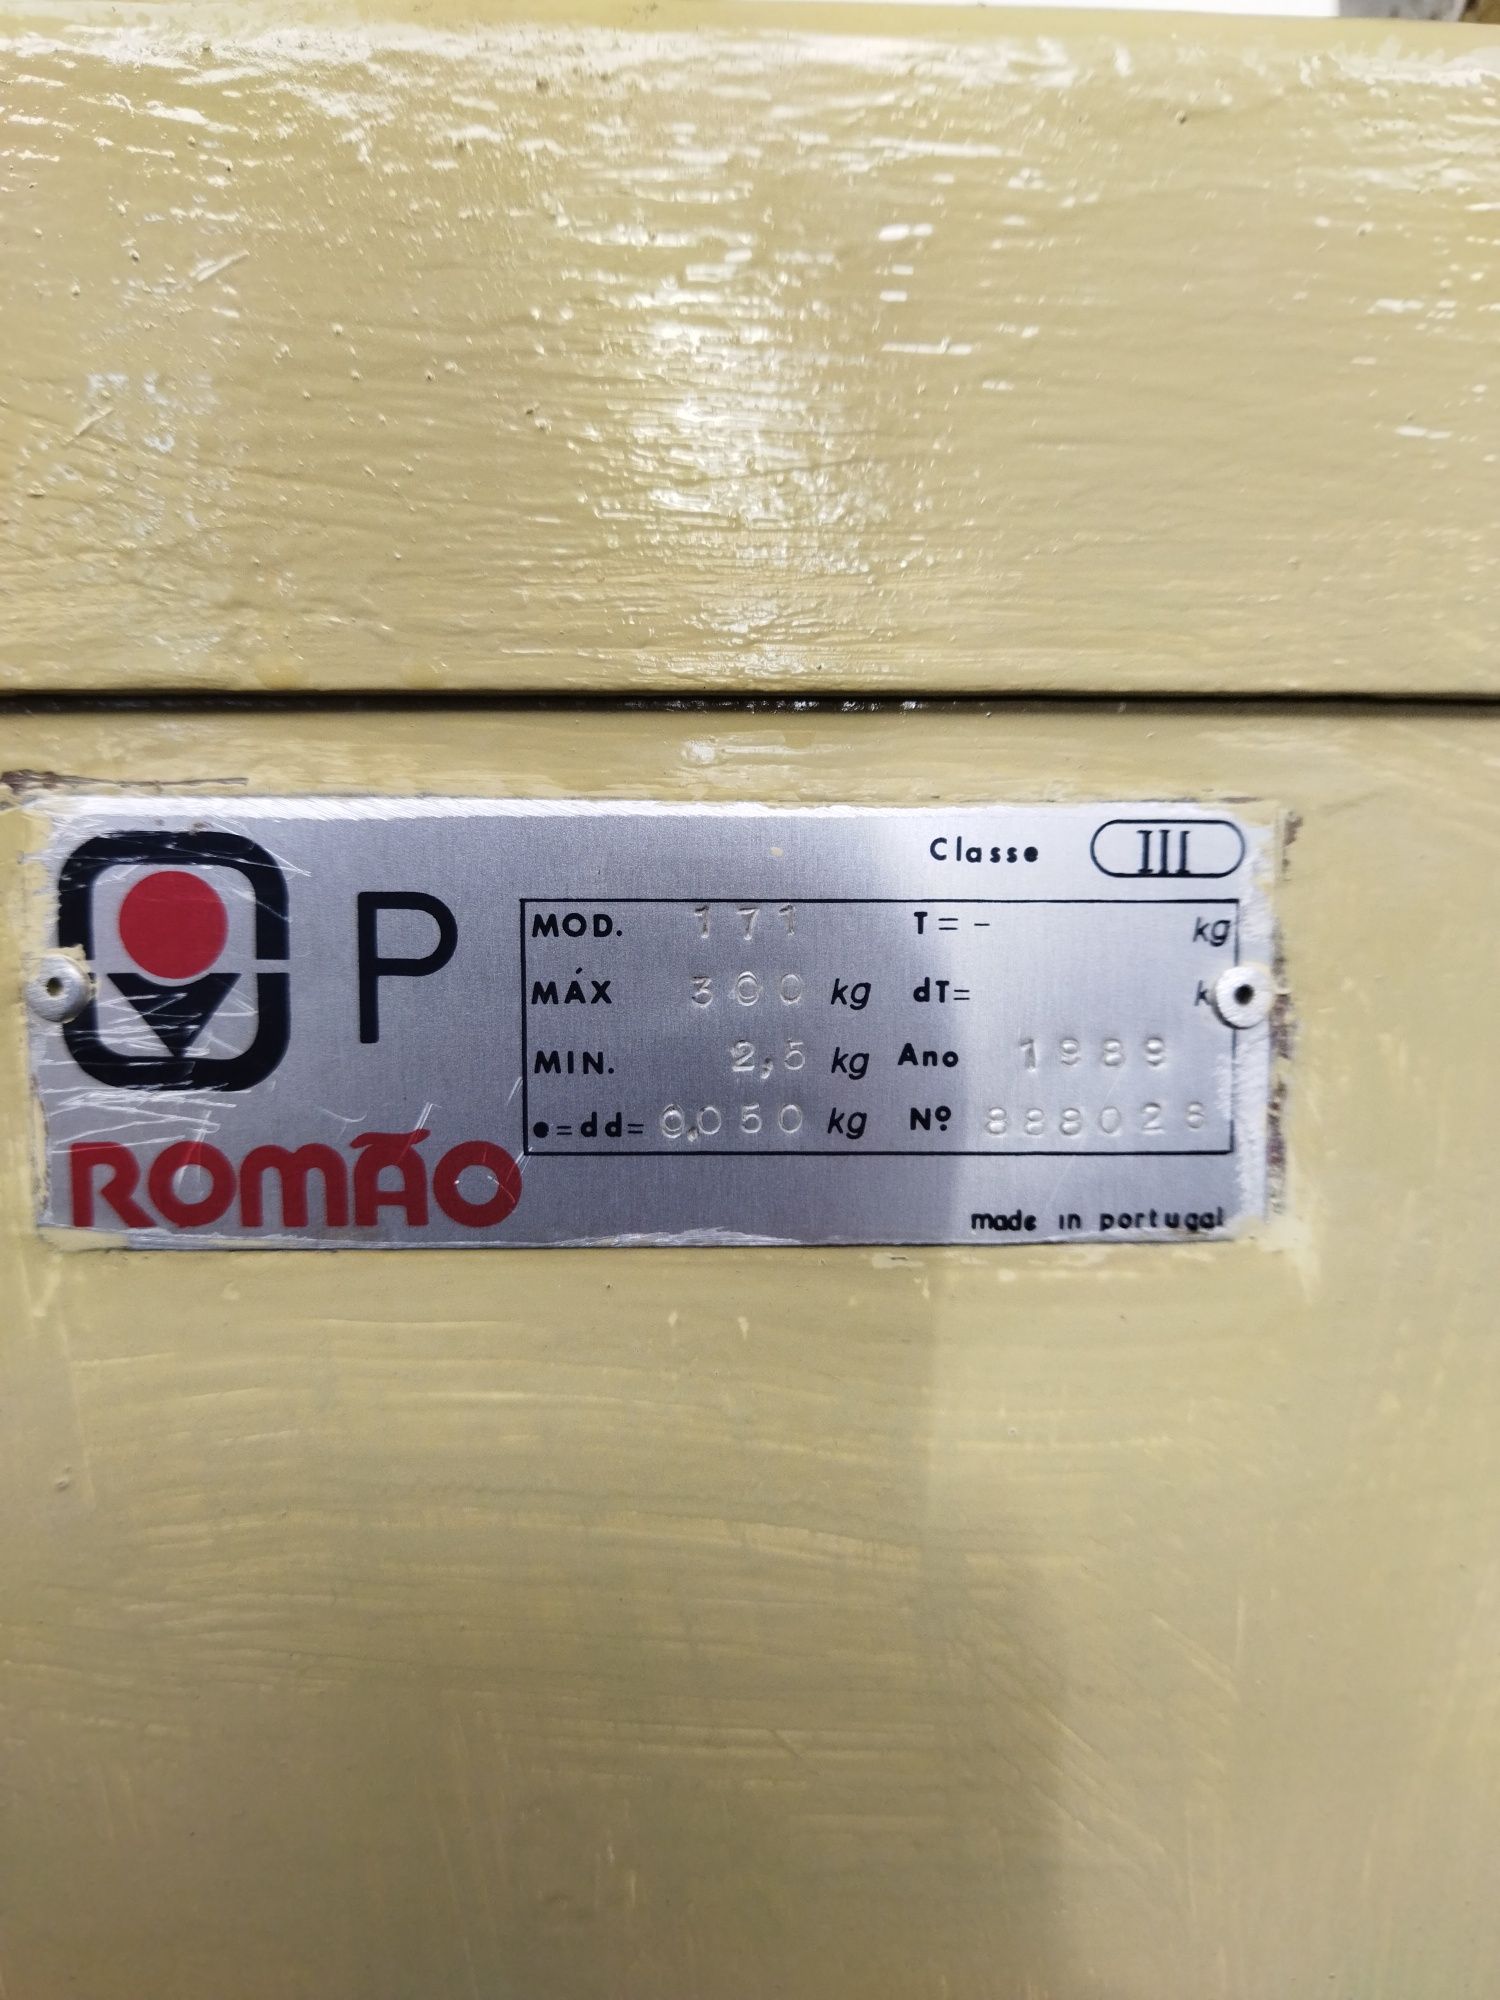 Classe III
P
MOD. 171 T= - kg
MÁX 300 kg dT= k
MIN. 2,5 kg Ano 1989
e=dd= 0,050 kg Nº 888026
ROMÃO
made in portugal